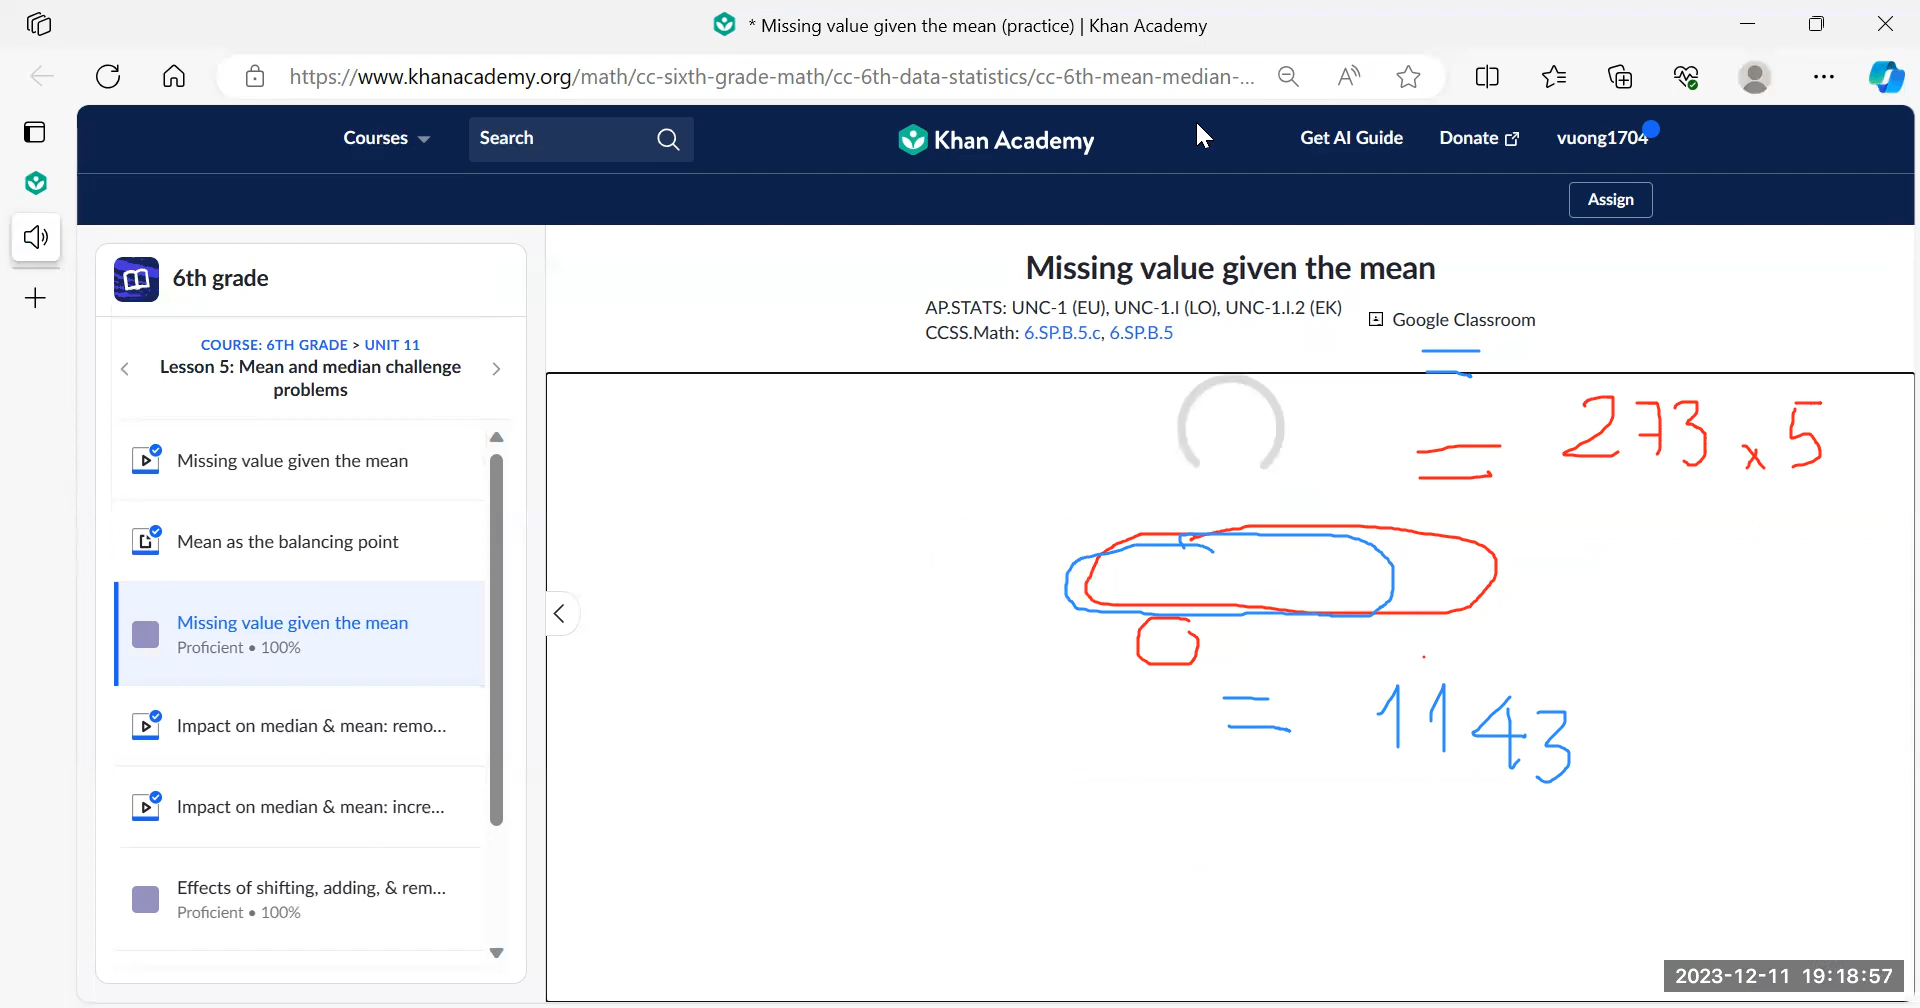 * Missing value given the mean (practice) | Khan Academy
https://www.khanacademy.org/math/cc-sixth-grade-math/cc-6th-data-statistics/cc-6th-mean-median-...
Courses
Search
Khan Academy
Get AI Guide
Donate
vuong1704
Assign
6th grade
COURSE: 6TH GRADE > UNIT 11
Lesson 5: Mean and median challenge
problems
Missing value given the mean
Mean as the balancing point
Missing value given the mean
Proficient • 100%
Impact on median & mean: remo...
Impact on median & mean: incre...
Effects of shifting, adding, & rem...
Proficient • 100%
Missing value given the mean
AP.STATS: UNC-1 (EU), UNC-1.I (LO), UNC-1.I.2 (EK)
CCSS.Math: 6.SP.B.5.c, 6.SP.B.5
Google Classroom
=
= 273 x 5
= 1143
2023-12-11 19:18:57